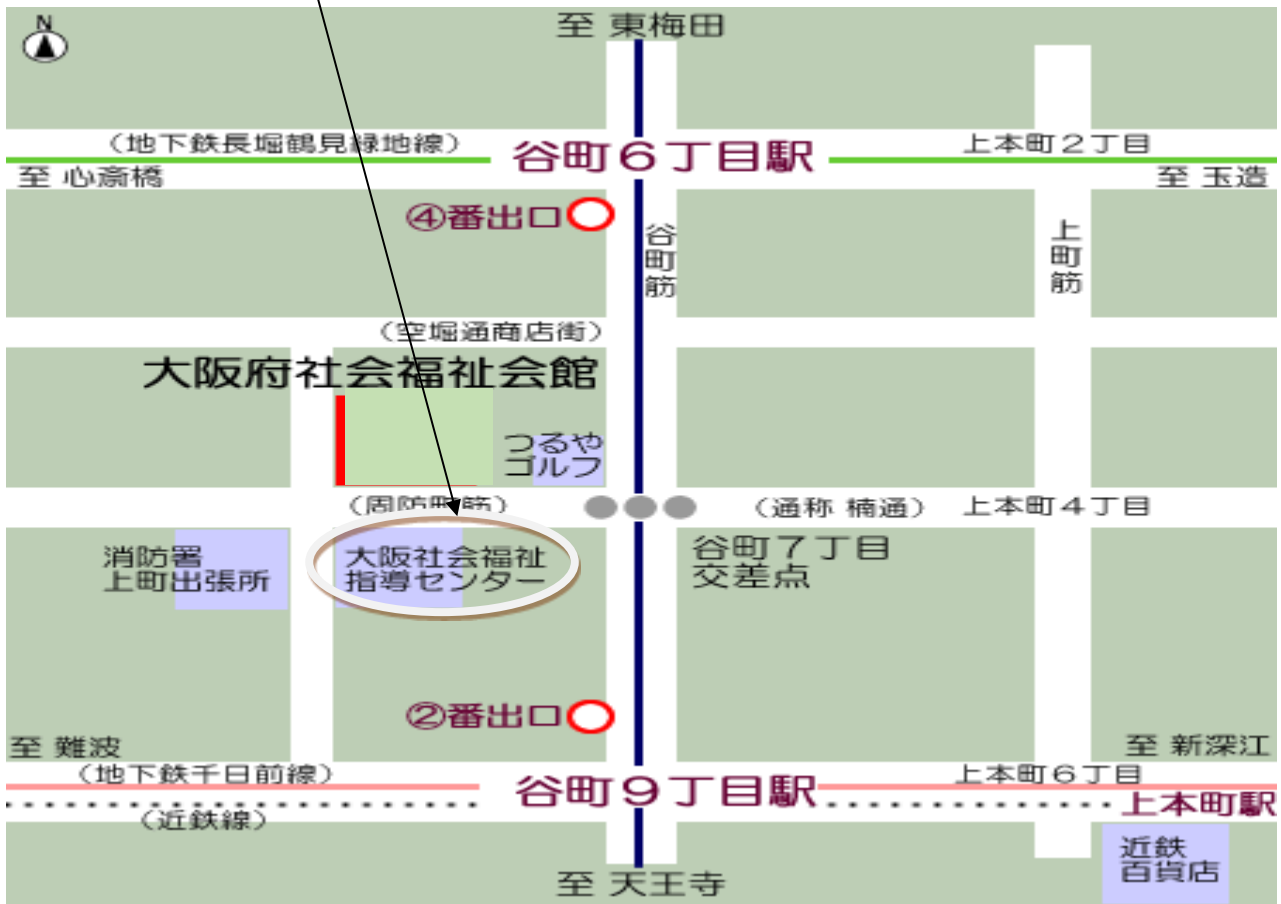 N
至 東梅田
（地下鉄長堀鶴見緑地線）
谷町６丁目駅
上本町２丁目
至 心斎橋
至 玉造
④番出口
谷町筋
上町筋
（空堀通商店街）
大阪府社会福祉会館
つるや
ゴルフ
（周防町筋）
（通称 楠通）
上本町４丁目
消防署
上町出張所
大阪社会福祉
指導センター
谷町７丁目
交差点
②番出口
至 難波
至 新深江
（地下鉄千日前線）
谷町９丁目駅
上本町６丁目
上本町駅
（近鉄線）
近鉄
百貨店
至 天王寺